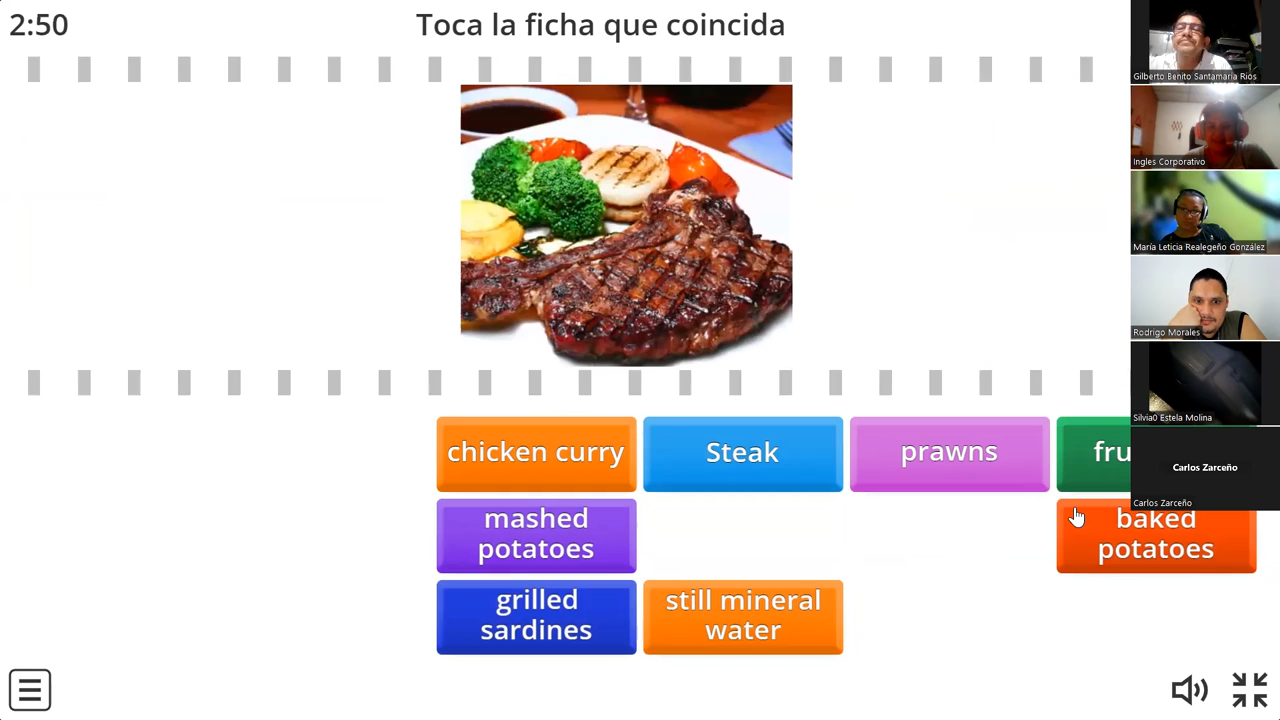 2:50
Toca la ficha que coincida
Gilberto Benito Santamaria Rios
Ingles Corporativo
María Leticia Realegeño González
Rodrigo Morales
Silvia0 Estela Molina
Carlos Zarceño
Carlos Zarceño
chicken curry
Steak
prawns
mashed
potatoes
baked
potatoes
grilled
sardines
still mineral
water